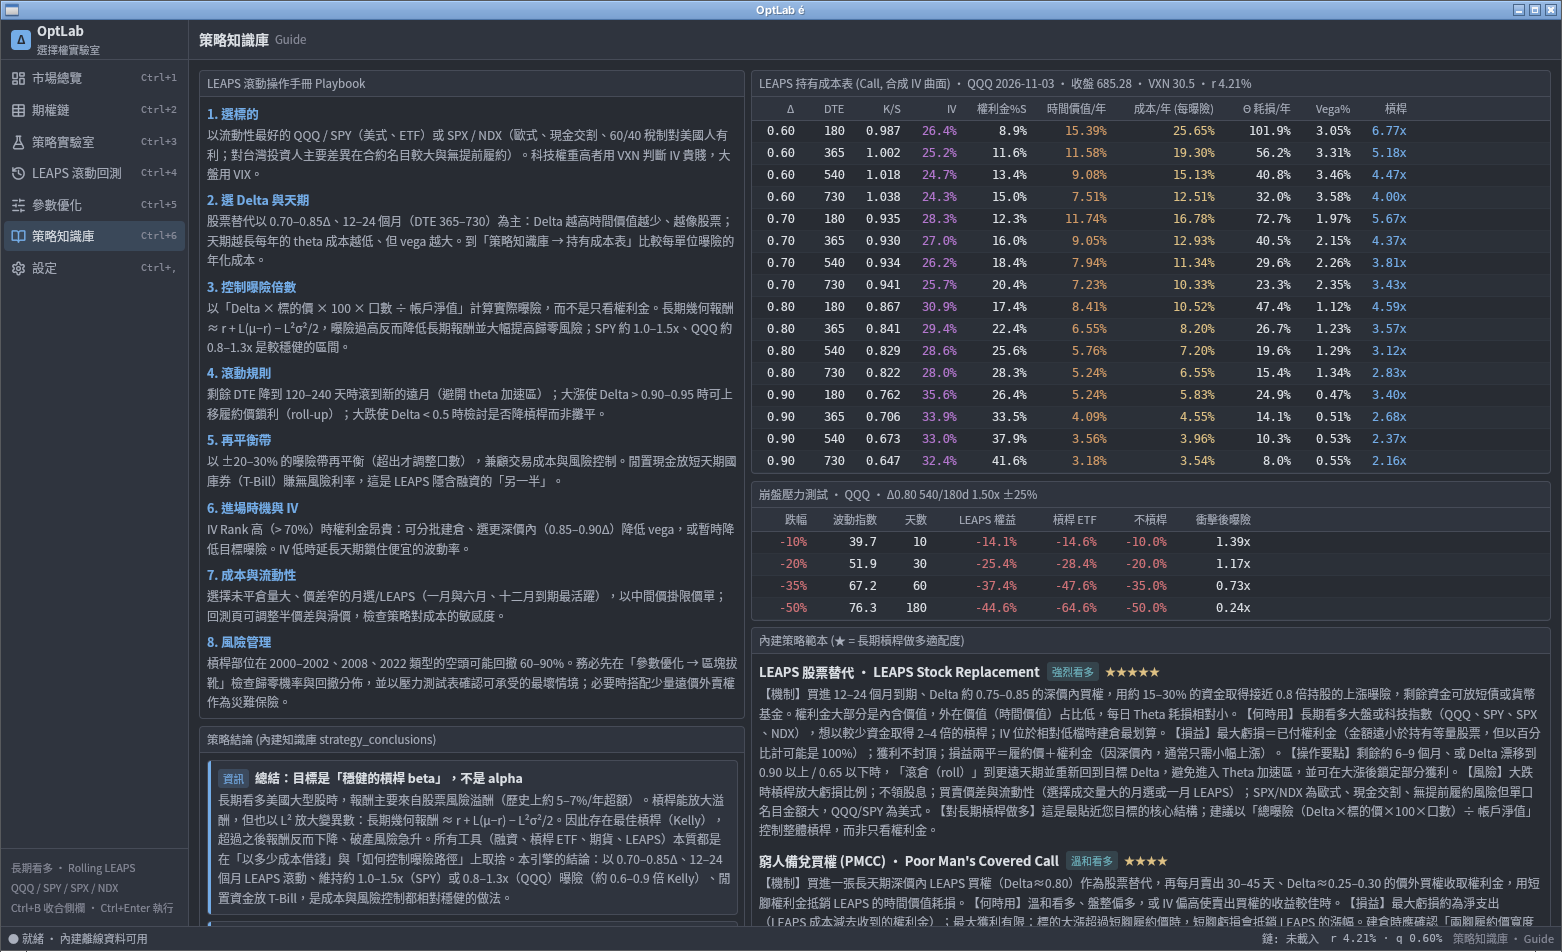 OptLab é
Δ
OptLab
選擇權實驗室
市場總覽 Ctrl+1
期權鏈 Ctrl+2
策略實驗室 Ctrl+3
LEAPS 滾動回測 Ctrl+4
參數優化 Ctrl+5
策略知識庫 Ctrl+6
設定 Ctrl+,
長期看多 • Rolling LEAPS
QQQ / SPY / SPX / NDX
Ctrl+B 收合側欄 • Ctrl+Enter 執行
策略知識庫 Guide
LEAPS 滾動操作手冊 Playbook
1. 選標的
以流動性最好的 QQQ / SPY（美式、ETF）或 SPX / NDX（歐式、現金交割、60/40 稅制對美國人有
利；對台灣投資人主要差異在合約名目較大與無提前履約）。科技權重高者用 VXN 判斷 IV 貴賤，大
盤用 VIX。
2. 選 Delta 與天期
股票替代以 0.70–0.85Δ、12–24 個月（DTE 365–730）為主：Delta 越高時間價值越少、越像股票；
天期越長每年的 theta 成本越低、但 vega 越大。到「策略知識庫 → 持有成本表」比較每單位曝險的
年化成本。
3. 控制曝險倍數
以「Delta × 標的價 × 100 × 口數 ÷ 帳戶淨值」計算實際曝險，而不是只看權利金。長期幾何報酬
≈ r + L(μ−r) − L²σ²/2，曝險過高反而降低長期報酬並大幅提高歸零風險；SPY 約 1.0–1.5x、QQQ 約
0.8–1.3x 是較穩健的區間。
4. 滾動規則
剩餘 DTE 降到 120–240 天時滾到新的遠月（避開 theta 加速區）；大漲使 Delta > 0.90–0.95 時可上
移履約價鎖利（roll-up）；大跌使 Delta < 0.5 時檢討是否降槓桿而非攤平。
5. 再平衡帶
以 ±20–30% 的曝險帶再平衡（超出才調整口數），兼顧交易成本與風險控制。閒置現金放短天期國
庫券（T-Bill）賺無風險利率，這是 LEAPS 隱含融資的「另一半」。
6. 進場時機與 IV
IV Rank 高（> 70%）時權利金昂貴：可分批建倉、選更深價內（0.85–0.90Δ）降低 vega，或暫時降
低目標曝險。IV 低時延長天期鎖住便宜的波動率。
7. 成本與流動性
選擇未平倉量大、價差窄的月選/LEAPS（一月與六月、十二月到期最活躍），以中間價掛限價單；
回測頁可調整半價差與滑價，檢查策略對成本的敏感度。
8. 風險管理
槓桿部位在 2000–2002、2008、2022 類型的空頭可能回撤 60–90%。務必先在「參數優化 → 區塊拔
靴」檢查歸零機率與回撤分佈，並以壓力測試表確認可承受的最壞情境；必要時搭配少量遠價外賣權
作為災難保險。
策略結論 (內建知識庫 strategy_conclusions)
資訊 總結：目標是「穩健的槓桿 beta」，不是 alpha
長期看多美國大型股時，報酬主要來自股票風險溢酬（歷史上約 5–7%/年超額）。槓桿能放大溢
酬，但也以 L² 放大變異數：長期幾何報酬 ≈ r + L(μ−r) − L²σ²/2。因此存在最佳槓桿（Kelly），
超過之後報酬反而下降、破產風險急升。所有工具（融資、槓桿 ETF、期貨、LEAPS）本質都是
在「以多少成本借錢」與「如何控制曝險路徑」上取捨。本引擎的結論：以 0.70–0.85Δ、12–24
個月 LEAPS 滾動、維持約 1.0–1.5x（SPY）或 0.8–1.3x（QQQ）曝險（約 0.6–0.9 倍 Kelly）、閒
置資金放 T-Bill，是成本與風險控制都相對穩健的做法。
LEAPS 持有成本表 (Call, 合成 IV 曲面) • QQQ 2026-11-03 • 收盤 685.28 • VXN 30.5 • r 4.21%
Δ DTE K/S IV 權利金%S 時間價值/年 成本/年 (每曝險) Θ 耗損/年 Vega% 槓桿
0.60 180 0.987 26.4% 8.9% 15.39% 25.65% 101.9% 3.05% 6.77x
0.60 365 1.002 25.2% 11.6% 11.58% 19.30% 56.2% 3.31% 5.18x
0.60 540 1.018 24.7% 13.4% 9.08% 15.13% 40.8% 3.46% 4.47x
0.60 730 1.038 24.3% 15.0% 7.51% 12.51% 32.0% 3.58% 4.00x
0.70 180 0.935 28.3% 12.3% 11.74% 16.78% 72.7% 1.97% 5.67x
0.70 365 0.930 27.0% 16.0% 9.05% 12.93% 40.5% 2.15% 4.37x
0.70 540 0.934 26.2% 18.4% 7.94% 11.34% 29.6% 2.26% 3.81x
0.70 730 0.941 25.7% 20.4% 7.23% 10.33% 23.3% 2.35% 3.43x
0.80 180 0.867 30.9% 17.4% 8.41% 10.52% 47.4% 1.12% 4.59x
0.80 365 0.841 29.4% 22.4% 6.55% 8.20% 26.7% 1.23% 3.57x
0.80 540 0.829 28.6% 25.6% 5.76% 7.20% 19.6% 1.29% 3.12x
0.80 730 0.822 28.0% 28.3% 5.24% 6.55% 15.4% 1.34% 2.83x
0.90 180 0.762 35.6% 26.4% 5.24% 5.83% 24.9% 0.47% 3.40x
0.90 365 0.706 33.9% 33.5% 4.09% 4.55% 14.1% 0.51% 2.68x
0.90 540 0.673 33.0% 37.9% 3.56% 3.96% 10.3% 0.53% 2.37x
0.90 730 0.647 32.4% 41.6% 3.18% 3.54% 8.0% 0.55% 2.16x
崩盤壓力測試 • QQQ • Δ0.80 540/180d 1.50x ±25%
跌幅 波動指數 天數 LEAPS 權益 槓桿 ETF 不槓桿 衝擊後曝險
-10% 39.7 10 -14.1% -14.6% -10.0% 1.39x
-20% 51.9 30 -25.4% -28.4% -20.0% 1.17x
-35% 67.2 60 -37.4% -47.6% -35.0% 0.73x
-50% 76.3 180 -44.6% -64.6% -50.0% 0.24x
內建策略範本 (★ = 長期槓桿做多適配度)
LEAPS 股票替代 • LEAPS Stock Replacement 強烈看多 ★★★★★
【機制】買進 12–24 個月到期、Delta 約 0.75–0.85 的深價內買權，用約 15–30% 的資金取得接近 0.8 倍持股的上漲曝險，剩餘資金可放短債或貨幣
基金。權利金大部分是內含價值，外在價值（時間價值）占比低，每日 Theta 耗損相對小。【何時用】長期看多大盤或科技指數（QQQ、SPY、SPX
、NDX），想以較少資金取得 2–4 倍的槓桿；IV 位於相對低檔時建倉最划算。【損益】最大虧損＝已付權利金（金額遠小於持有等量股票，但以百分
比計可能是 100%）；獲利不封頂；損益兩平＝履約價＋權利金（因深價內，通常只需小幅上漲）。【操作要點】剩餘約 6–9 個月、或 Delta 漂移到
0.90 以上 / 0.65 以下時，「滾倉（roll）」到更遠天期並重新回到目標 Delta，避免進入 Theta 加速區，並可在大漲後鎖定部分獲利。【風險】大跌
時槓桿放大虧損比例；不領股息；買賣價差與流動性（選擇成交量大的月選或一月 LEAPS）；SPX/NDX 為歐式、現金交割、無提前履約風險但單口
名目金額大，QQQ/SPY 為美式。【對長期槓桿做多】這是最貼近您目標的核心結構；建議以「總曝險（Delta×標的價×100×口數）÷ 帳戶淨值」
控制整體槓桿，而非只看權利金。
窮人備兌買權 (PMCC) • Poor Man's Covered Call 溫和看多 ★★★★
【機制】買進一張長天期深價內 LEAPS 買權（Delta≈0.80）作為股票替代，再每月賣出 30–45 天、Delta≈0.25–0.30 的價外買權收取權利金，用短
腳權利金抵銷 LEAPS 的時間價值耗損。【何時用】溫和看多、盤整偏多，或 IV 偏高使賣出買權的收益較佳時。【損益】最大虧損約為淨支出
（LEAPS 成本減去收到的權利金）；最大獲利有限：標的大漲超過短腳履約價時，短腳虧損會抵銷 LEAPS 的漲幅。建倉時應確認「兩腳履約價寬度
就緒 • 內建離線資料可用
鏈: 未載入 r 4.21% · q 0.60% 策略知識庫 • Guide